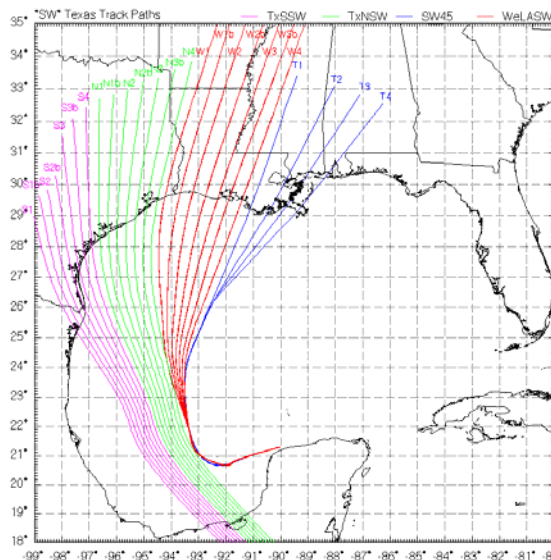 "SW" Texas Track Paths TxSSW TxNSW SW45 WeLASW
35°
34°
33°
32°
31°
30°
29°
28°
27°
26°
25°
24°
23°
22°
21°
20°
19°
18°
W1b W2b W3b
N4 W1 W2 W3 W4
N3b
N2b
N1 N1b N2
T1
T2
T3
T4
S4
S3b
S3
S2b
S2
S1
-99 -98 -97 -96 -95 -94 -93 -92 -91 -90 -89 -88 -87 -86 -85 -84 -83 -82 -81 -80